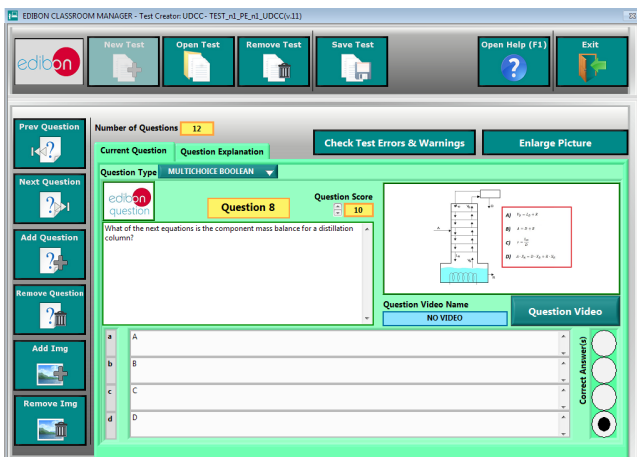 EDIBON CLASSROOM MANAGER - Test Creator: UDCC - TEST_n1_PE_n1_UDCC(v.11)
edibon
New Test
Open Test
Remove Test
Save Test
Open Help (F1)
Exit
Prev Question
Next Question
Add Question
Remove Question
Add Img
Remove Img
Number of Questions 12
Check Test Errors & Warnings
Enlarge Picture
Current Question
Question Explanation
Question Type MULTICHOICE BOOLEAN
edibon
question
Question 8
Question Score
10
What of the next equations is the component mass balance for a distillation
column?
A)
B)
C)
D)
Question Video Name
NO VIDEO
Question Video
a A
b B
c C
d D
Correct Answer(s)